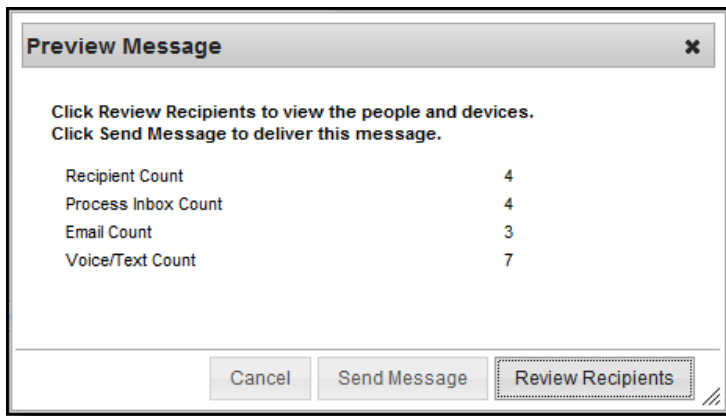 Preview Message
Click Review Recipients to view the people and devices.
Click Send Message to deliver this message.
Recipient Count 4
Process Inbox Count 4
Email Count 3
Voice/Text Count 7
Cancel Send Message Review Recipients